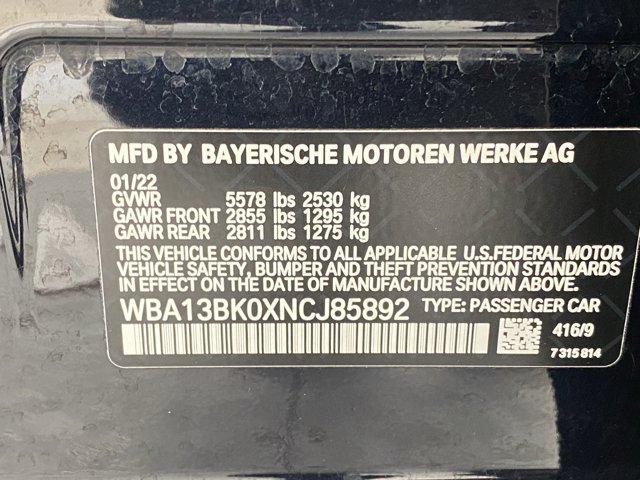 MFD BY BAYERISCHE MOTOREN WERKE AG
01/22
GVWR 5578 lbs 2530 kg
GAWR FRONT 2855 lbs 1295 kg
GAWR REAR 2811 lbs 1275 kg
THIS VEHICLE CONFORMS TO ALL APPLICABLE U.S.FEDERAL MOTOR
VEHICLE SAFETY, BUMPER AND THEFT PREVENTION STANDARDS
IN EFFECT ON THE DATE OF MANUFACTURE SHOWN ABOVE.
WBA13BK0XNCJ85892 TYPE: PASSENGER CAR
416/9
7 315 814